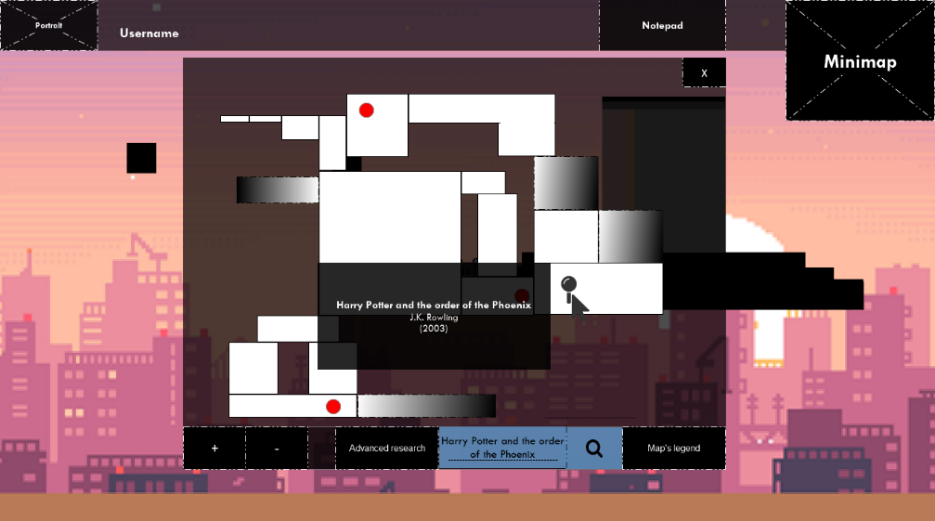 Portrait
Username
Notepad
Minimap
X
Harry Potter and the order of the Phoenix
J.K. Rowling
(2003)
+
-
Advanced research
Harry Potter and the order
of the Phoenix
Map's legend